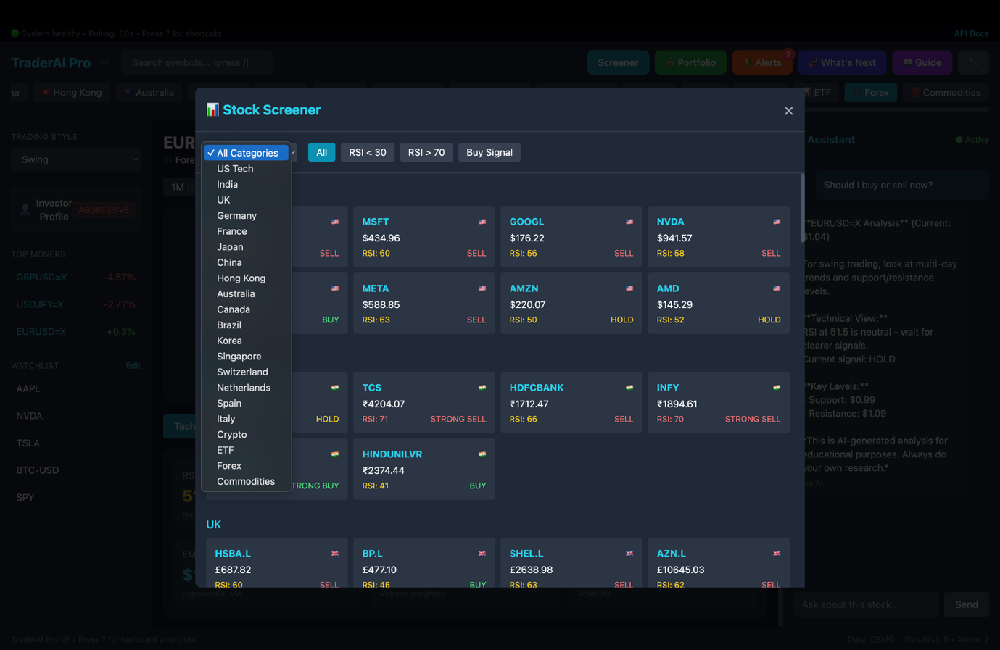 System healthy • Polling: 60s • Press ? for shortcuts
API Docs
TraderAI Pro vF
Search symbols... (press /)
Screener
Portfolio
Alerts
2
What's Next
Guide
na
Hong Kong
Australia
ETF
Forex
Commodities
Stock Screener
×
TRADING STYLE
Swing
Investor
Profile
AGGRESSIVE
TOP MOVERS
GBPUSD=X -4.57%
USDJPY=X -2.77%
EURUSD=X +0.3%
WATCHLIST Edit
AAPL
NVDA
TSLA
BTC-USD
SPY
EUR
Fore
1M
Tech
RS
51
Ne
EM
$1
Exponential MA
Volume weighted
Volatility
✓ All Categories
US Tech
India
UK
Germany
France
Japan
China
Hong Kong
Australia
Canada
Brazil
Korea
Singapore
Switzerland
Netherlands
Spain
Italy
Crypto
ETF
Forex
Commodities
All
RSI < 30
RSI > 70
Buy Signal
SELL
MSFT
$434.96
RSI: 60 SELL
GOOGL
$176.22
RSI: 56 SELL
NVDA
$941.57
RSI: 58 SELL
BUY
META
$588.85
RSI: 63 SELL
AMZN
$220.07
RSI: 50 HOLD
AMD
$145.29
RSI: 52 HOLD
HOLD
TCS
₹4204.07
RSI: 71 STRONG SELL
HDFCBANK
₹1712.47
RSI: 66 SELL
INFY
₹1894.61
RSI: 70 STRONG SELL
TRONG BUY
HINDUNILVR
₹2374.44
RSI: 41 BUY
UK
HSBA.L
£687.82
RSI: 60 SELL
BP.L
£477.10
RSI: 45 BUY
SHEL.L
£2638.98
RSI: 63 SELL
AZN.L
£10645.03
RSI: 62 SELL
Assistant
Active
Should I buy or sell now?
**EURUSD=X Analysis** (Current:
$1.04)
For swing trading, look at multi-day
trends and support/resistance
levels.
**Technical View:**
RSI at 51.5 is neutral - wait for
clearer signals.
Current signal: HOLD
**Key Levels:**
- Support: $0.99
- Resistance: $1.09
*This is AI-generated analysis for
educational purposes. Always do
your own research.*
via AI
Ask about this stock...
Send
TraderAI Pro vF • Press ? for keyboard shortcuts
Data: DEMO • Watchlist: 5 • Alerts: 2